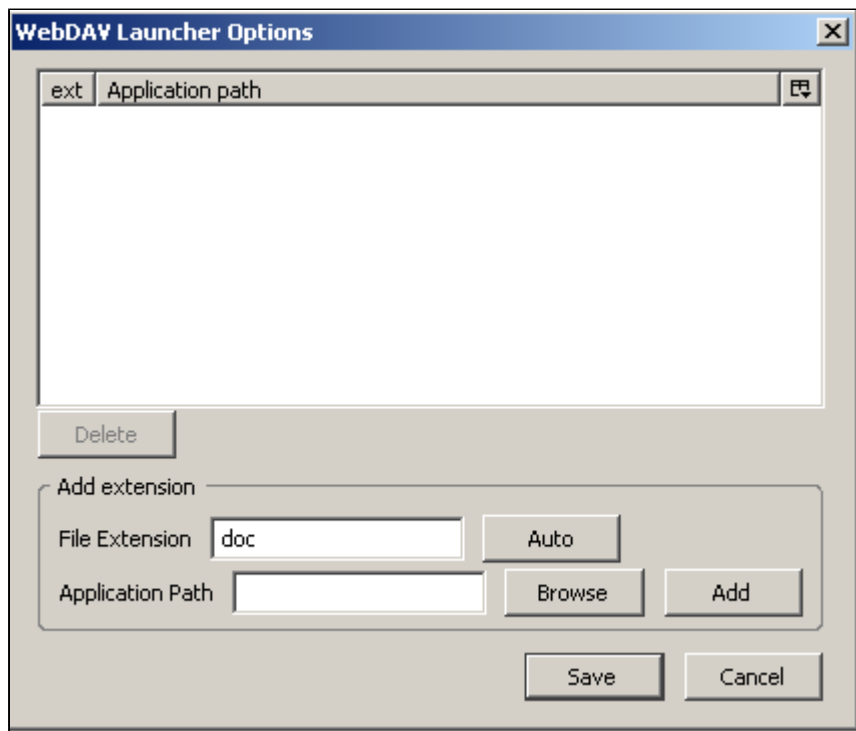 WebDAV Launcher Options
ext Application path
Delete
Add extension
File Extension doc Auto
Application Path Browse Add
Save Cancel